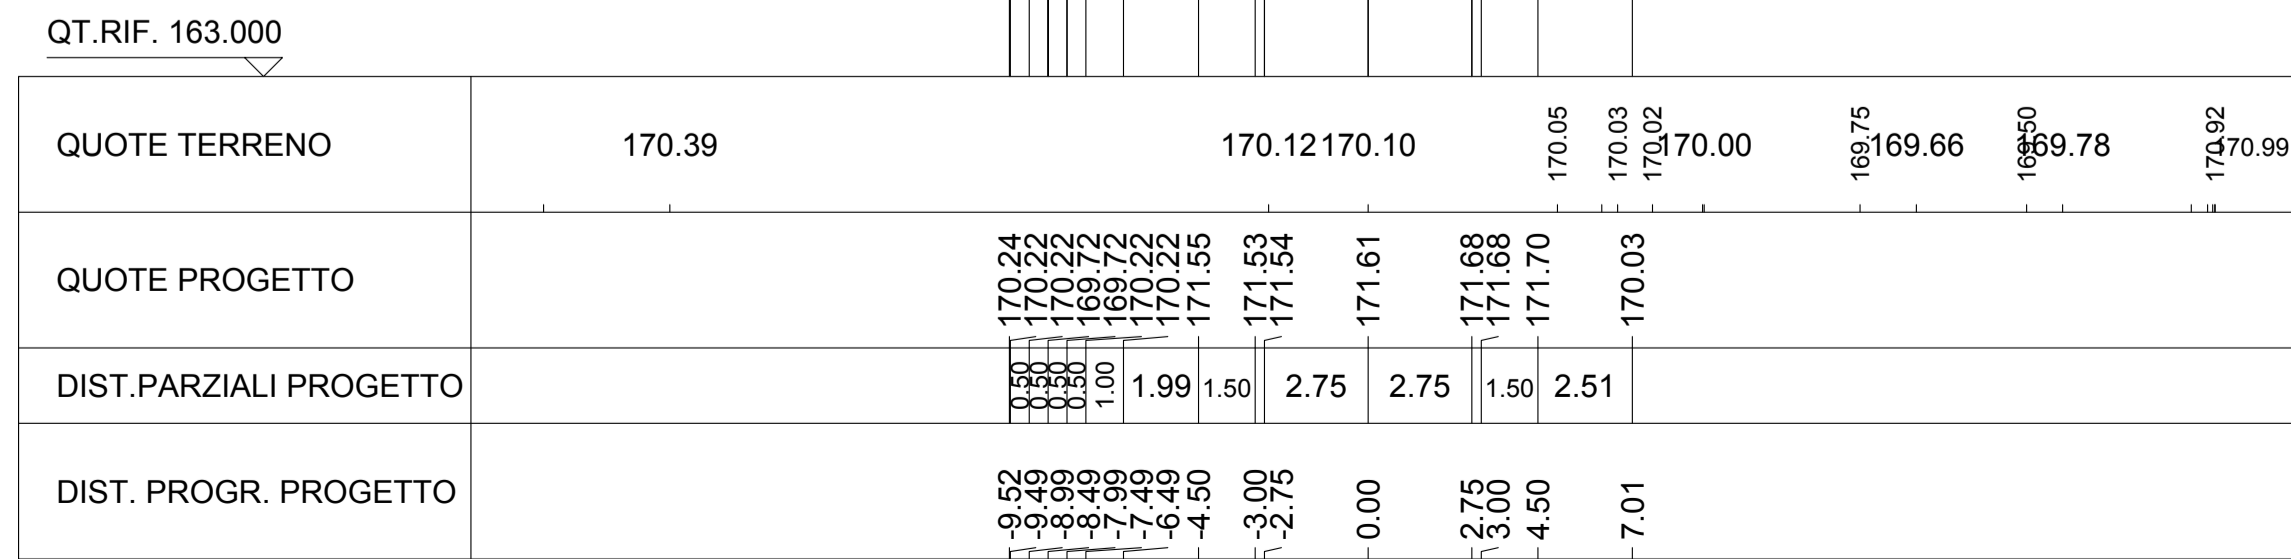 QT.RIF. 163.000
QUOTE TERRENO 170.39 170.12 170.10 170.05 170.03 170.02 170.00 169.75 169.66 169.50 169.78 170.92 170.99
QUOTE PROGETTO 170.24 170.22 170.22 169.72 169.72 170.22 170.22 171.55 171.53 171.54 171.61 171.68 171.68 171.70 170.03
DIST.PARZIALI PROGETTO 0.50 0.50 0.50 0.50 1.00 1.99 1.50 2.75 2.75 1.50 2.51
DIST. PROGR. PROGETTO -9.52 -9.49 -8.99 -8.49 -7.99 -7.49 -6.49 -4.50 -3.00 -2.75 0.00 2.75 3.00 4.50 7.01